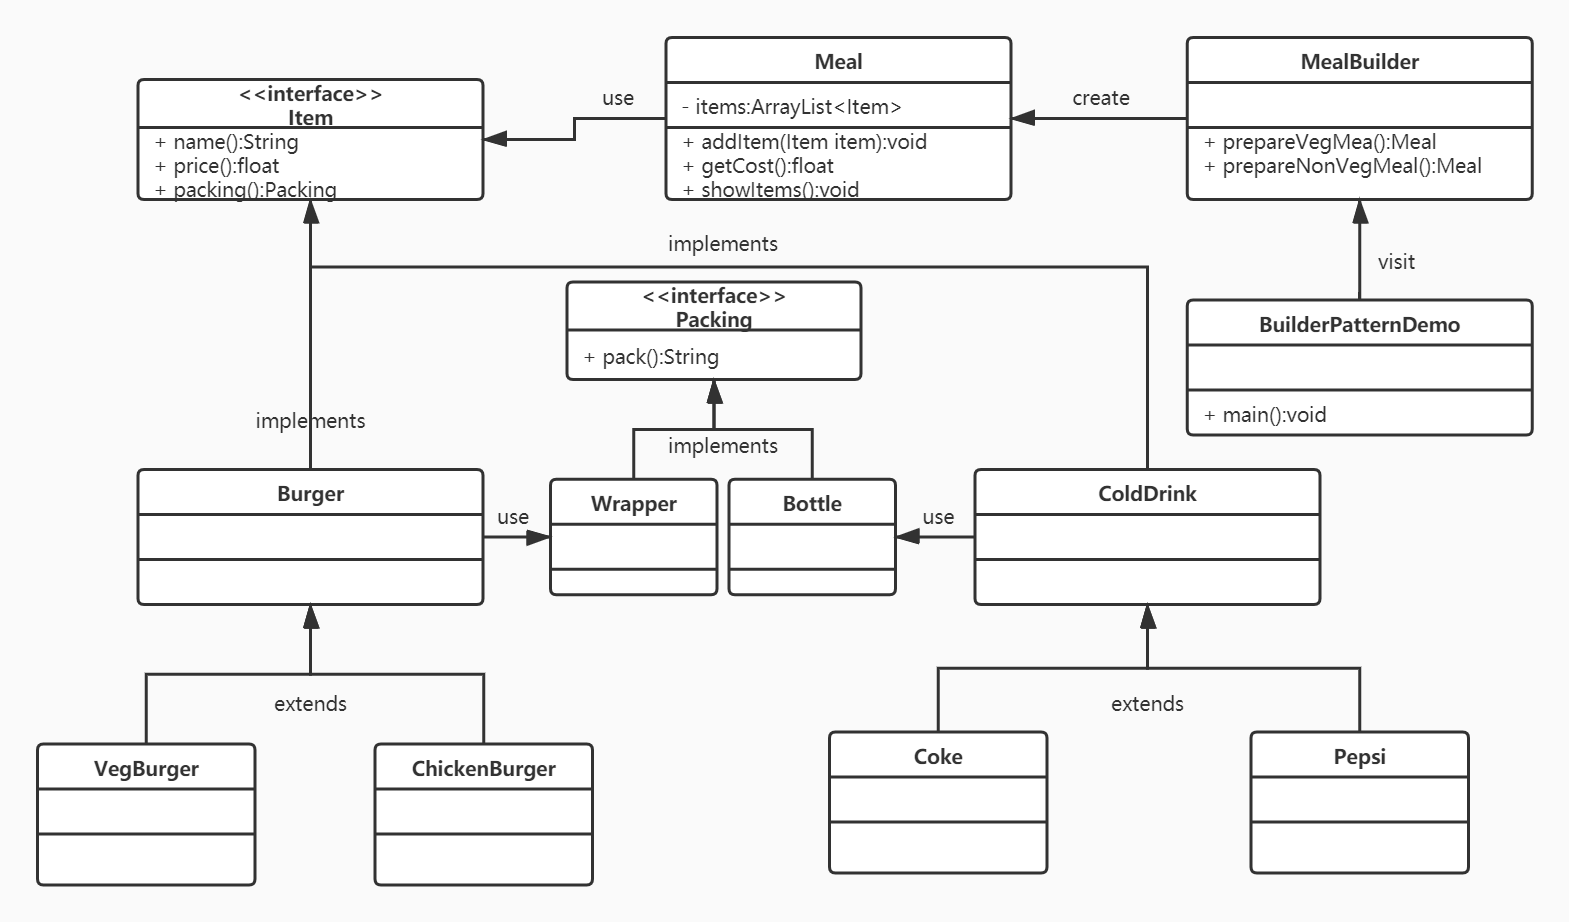 <<interface>>
Item
+ name():String
+ price():float
+ packing():Packing
use
Meal
- items:ArrayList<Item>
+ addItem(Item item):void
+ getCost():float
+ showItems():void
create
MealBuilder
+ prepareVegMea():Meal
+ prepareNonVegMeal():Meal
implements
visit
<<interface>>
Packing
+ pack():String
BuilderPatternDemo
+ main():void
implements
implements
Burger
use
Wrapper
Bottle
use
ColdDrink
extends
extends
VegBurger
ChickenBurger
Coke
Pepsi